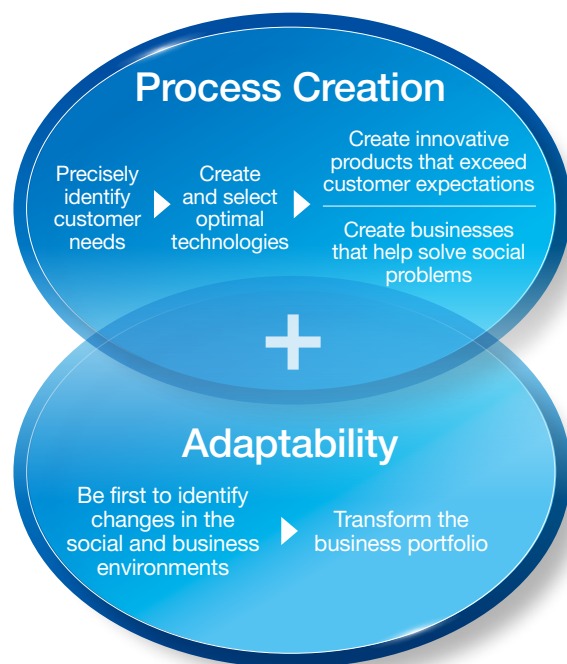 Process Creation
Precisely
identify
customer
needs
Create
and select
optimal
technologies
Create innovative
products that exceed
customer expectations
Create businesses
that help solve social
problems
+
Adaptability
Be first to identify
changes in the
social and business
environments
Transform the
business portfolio